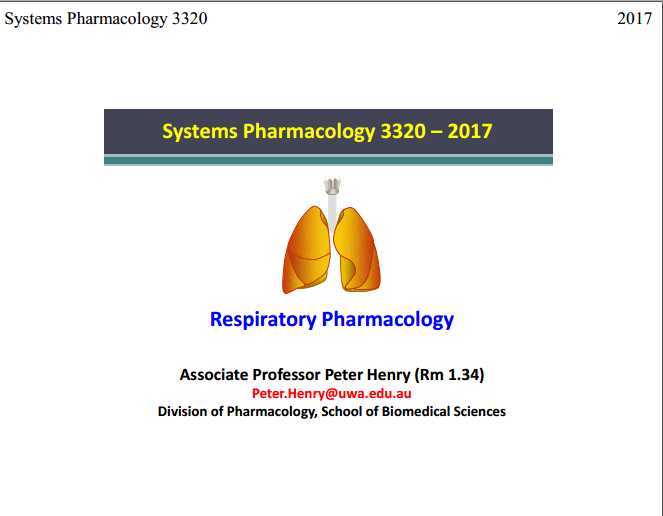 Systems Pharmacology 3320 2017
Systems Pharmacology 3320 – 2017
Respiratory Pharmacology
Associate Professor Peter Henry (Rm 1.34)
Peter.Henry@uwa.edu.au
Division of Pharmacology, School of Biomedical Sciences